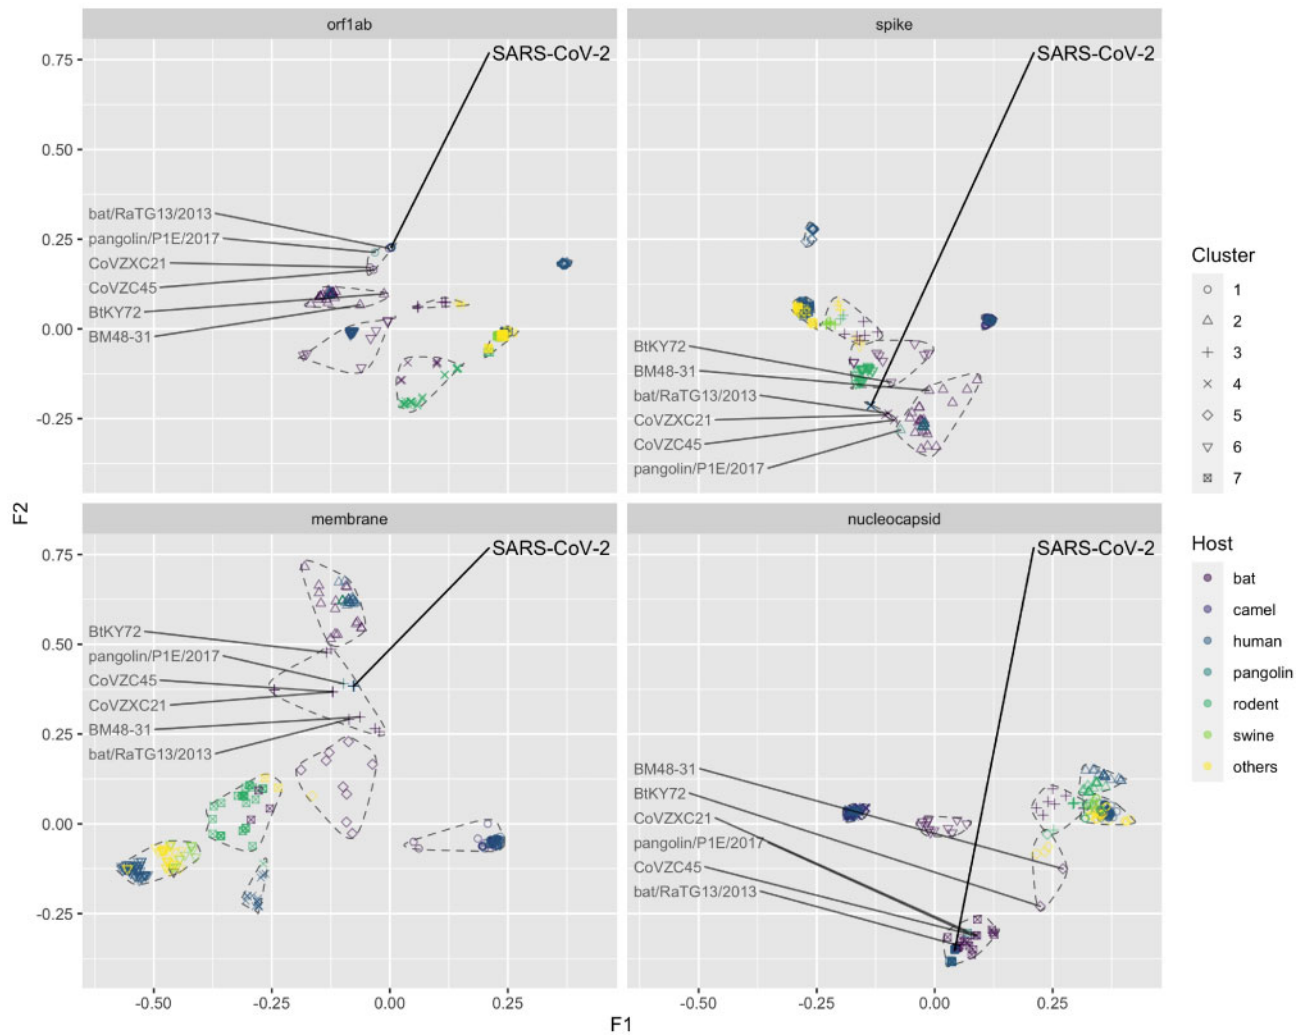 orf1ab
spike
SARS-CoV-2
SARS-CoV-2
0.75
0.50
0.25
0.00
-0.25
bat/RaTG13/2013
pangolin/P1E/2017
CoVZXC21
CoVZC45
BtKY72
BM48-31
BtKY72
BM48-31
bat/RaTG13/2013
CoVZXC21
CoVZC45
pangolin/P1E/2017
F2
membrane
nucleocapsid
SARS-CoV-2
SARS-CoV-2
0.75
0.50
0.25
0.00
-0.25
BtKY72
pangolin/P1E/2017
CoVZC45
CoVZXC21
BM48-31
bat/RaTG13/2013
BM48-31
BtKY72
CoVZXC21
pangolin/P1E/2017
CoVZC45
bat/RaTG13/2013
-0.50 -0.25 0.00 0.25
-0.50 -0.25 0.00 0.25
F1
Cluster
1
2
3
4
5
6
7
Host
bat
camel
human
pangolin
rodent
swine
others